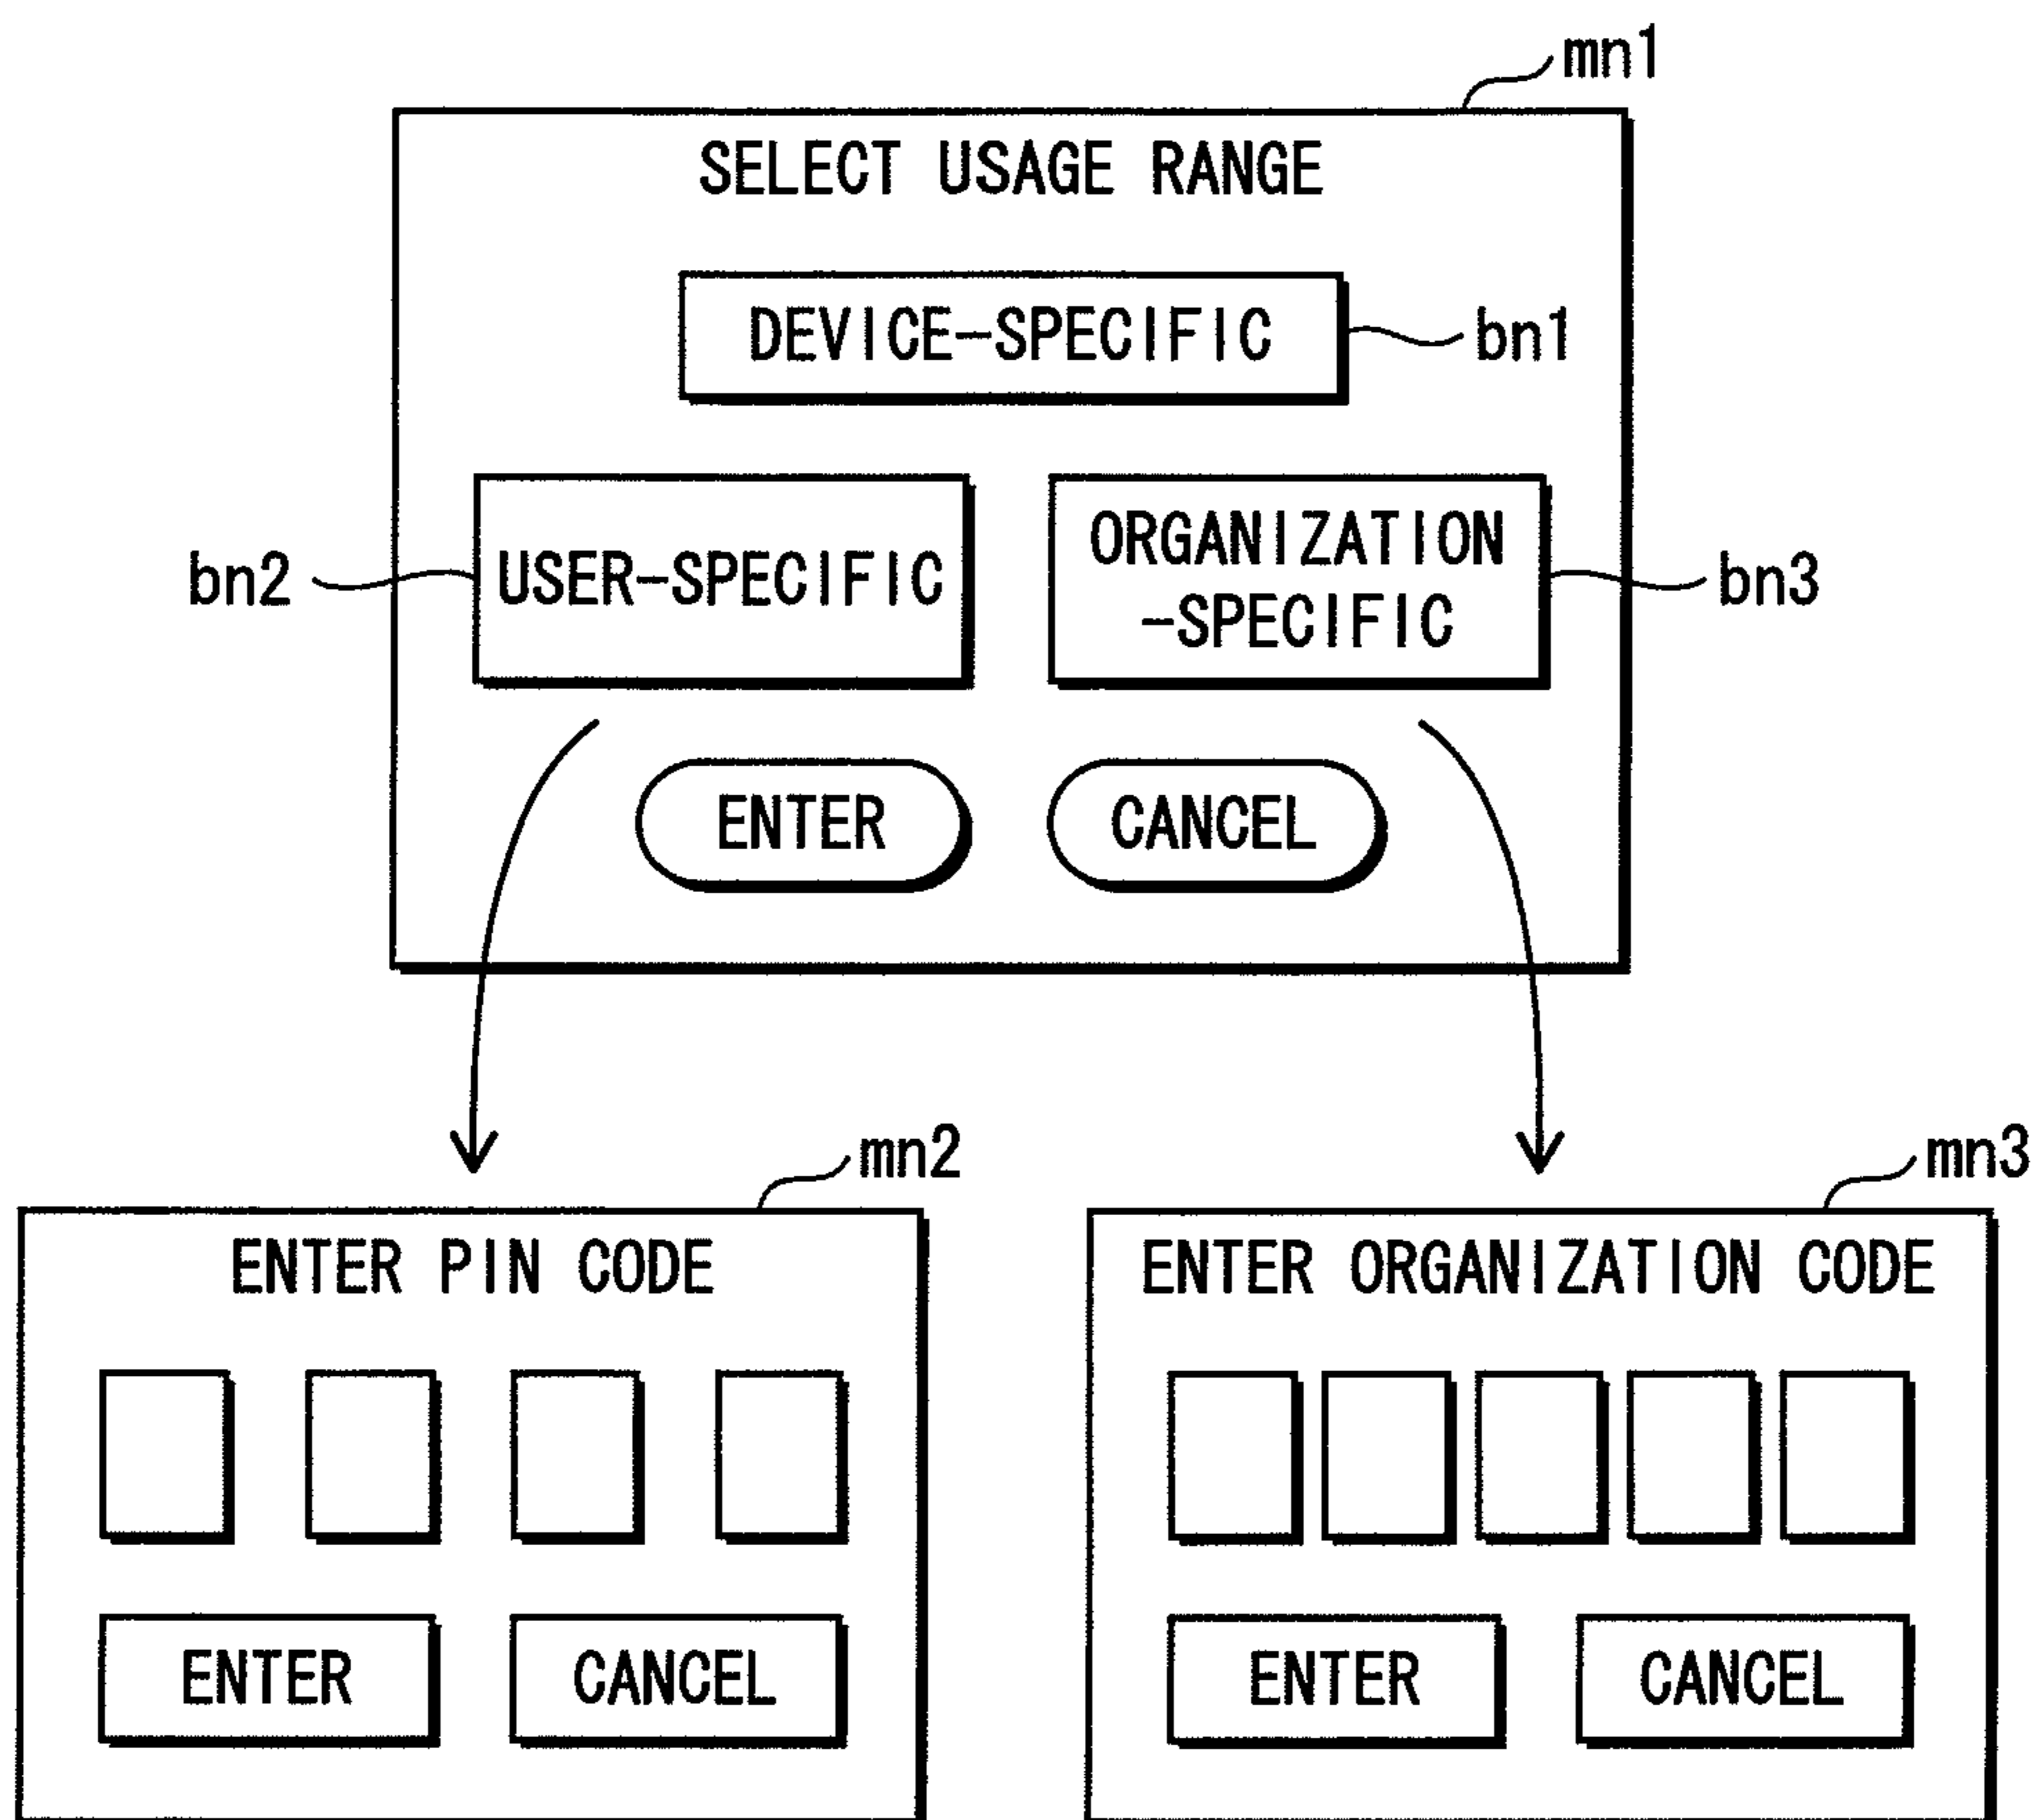 mn1
SELECT USAGE RANGE
DEVICE-SPECIFIC
bn1
bn2
USER-SPECIFIC
ORGANIZATION
-SPECIFIC
bn3
ENTER
CANCEL
mn2
mn3
ENTER PIN CODE
ENTER CANCEL
ENTER ORGANIZATION CODE
ENTER CANCEL